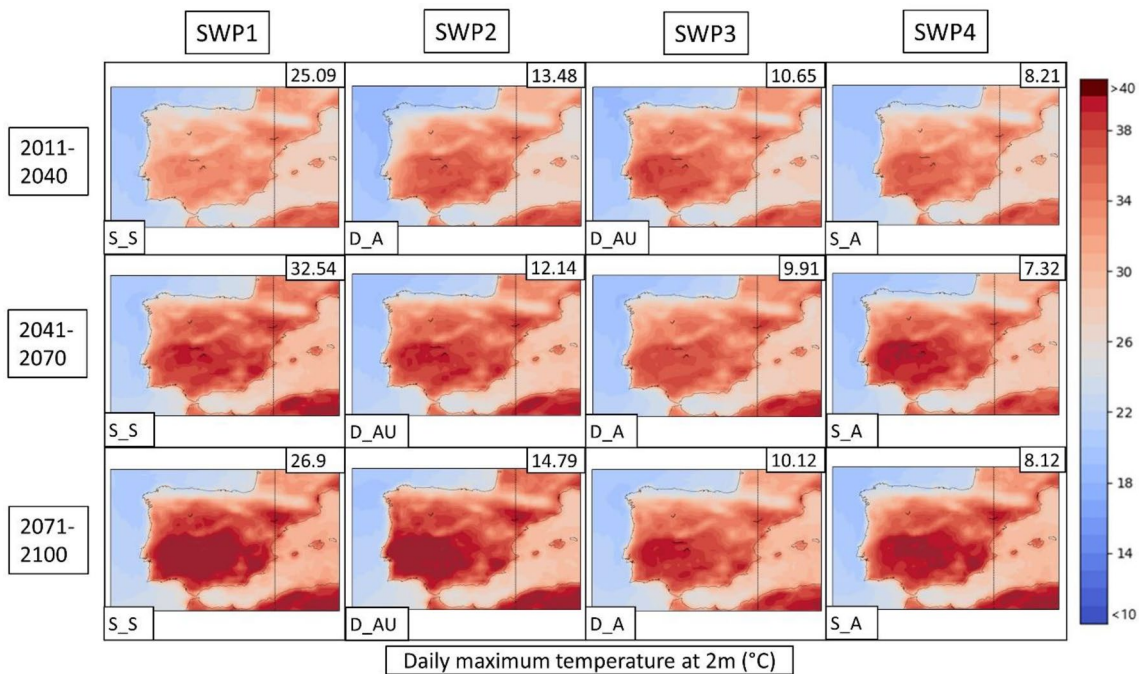 SWP1 SWP2 SWP3 SWP4
25.09 13.48 10.65 8.21
>40
38
34
30
26
22
18
14
<10
2011-
2040
S_S D_A D_AU S_A
32.54 12.14 9.91 7.32
2041-
2070
S_S D_AU D_A S_A
26.9 14.79 10.12 8.12
2071-
2100
S_S D_AU D_A S_A
Daily maximum temperature at 2m (°C)